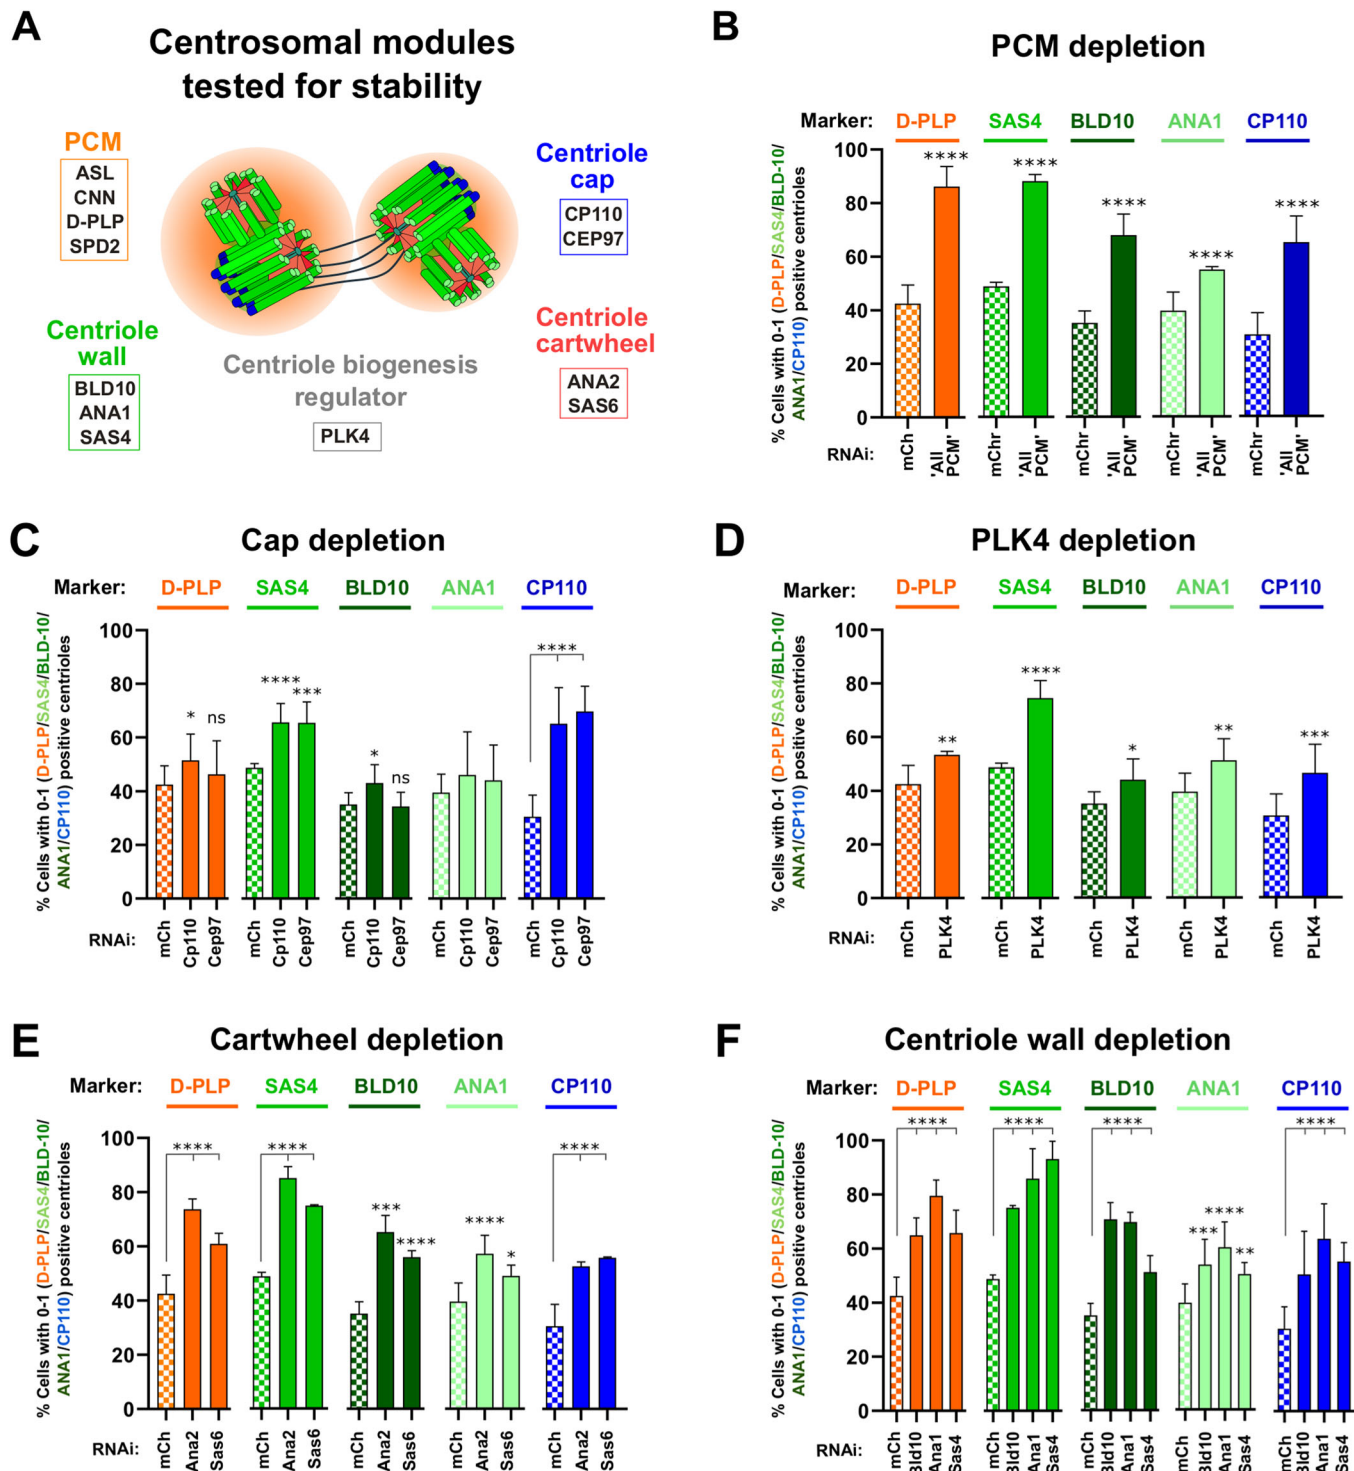 A
Centrosomal modules
tested for stability
PCM
ASL
CNN
D-PLP
SPD2
Centriole
cap
CP110
CEP97
Centriole
wall
BLD10
ANA1
SAS4
Centriole biogenesis
regulator
PLK4
Centriole
cartwheel
ANA2
SAS6
B
PCM depletion
Marker: D-PLP SAS4 BLD10 ANA1 CP110
% Cells with 0-1 (D-PLP/SAS4/BLD-10/
ANA1/CP110) positive centrioles
100
80
60
40
20
0
**** **** **** **** ****
RNAi:
mCh 'All PCM' mChr 'All PCM' mChr 'All PCM' mChr 'All PCM' mCh 'All PCM'
C
Cap depletion
Marker: D-PLP SAS4 BLD10 ANA1 CP110
% Cells with 0-1 (D-PLP/SAS4/BLD-10/
ANA1/CP110) positive centrioles
100
80
60
40
20
0
* ns **** *** * ns ****
RNAi:
mCh Cp110 Cep97 mCh Cp110 Cep97 mCh Cp110 Cep97 mCh Cp110 Cep97 mCh Cp110 Cep97
D
PLK4 depletion
Marker: D-PLP SAS4 BLD10 ANA1 CP110
% Cells with 0-1 (D-PLP/SAS4/BLD-10/
ANA1/CP110) positive centrioles
100
80
60
40
20
0
** **** * ** ***
RNAi:
mCh PLK4 mCh PLK4 mCh PLK4 mCh PLK4 mCh PLK4
E
Cartwheel depletion
Marker: D-PLP SAS4 BLD10 ANA1 CP110
% Cells with 0-1 (D-PLP/SAS4/BLD-10/
ANA1/CP110) positive centrioles
100
80
60
40
20
0
**** **** *** **** **** * ****
RNAi:
mCh Ana2 Sas6 mCh Ana2 Sas6 mCh Ana2 Sas6 mCh Ana2 Sas6 mCh Ana2 Sas6
F
Centriole wall depletion
Marker: D-PLP SAS4 BLD10 ANA1 CP110
% Cells with 0-1 (D-PLP/SAS4/BLD-10/
ANA1/CP110) positive centrioles
100
80
60
40
20
0
**** **** **** *** **** ** ****
RNAi:
mCh Bld10 Ana1 Sas4 mCh Bld10 Ana1 Sas4 mCh Bld10 Ana1 Sas4 mCh Bld10 Ana1 Sas4 mCh Bld10 Ana1 Sas4